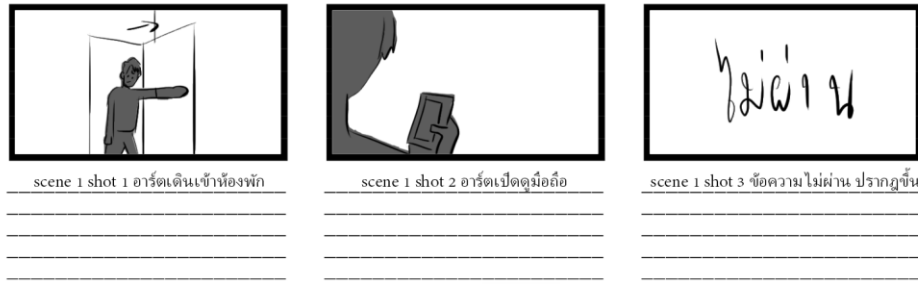 ไม่ผ่าน
scene 1 shot 1 อาร์ตเดินเข้าห้องพัก
scene 1 shot 2 อาร์ตเปิดดูมือถือ
scene 1 shot 3 ข้อความไม่ผ่าน ปรากฎขึ้น